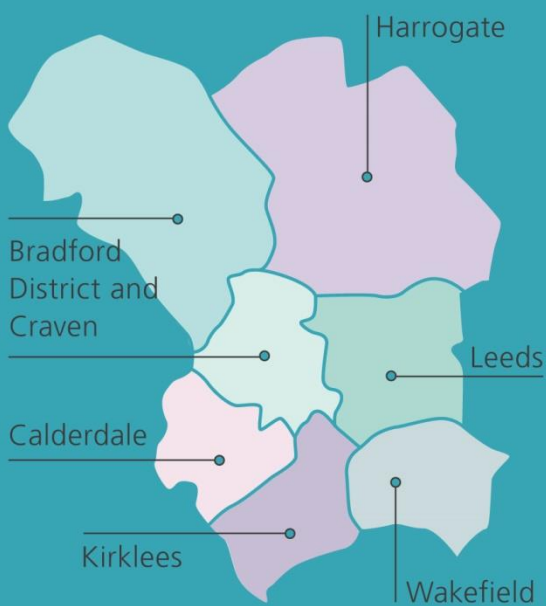 Harrogate
Bradford
District and
Craven
Leeds
Calderdale
Kirklees
Wakefield